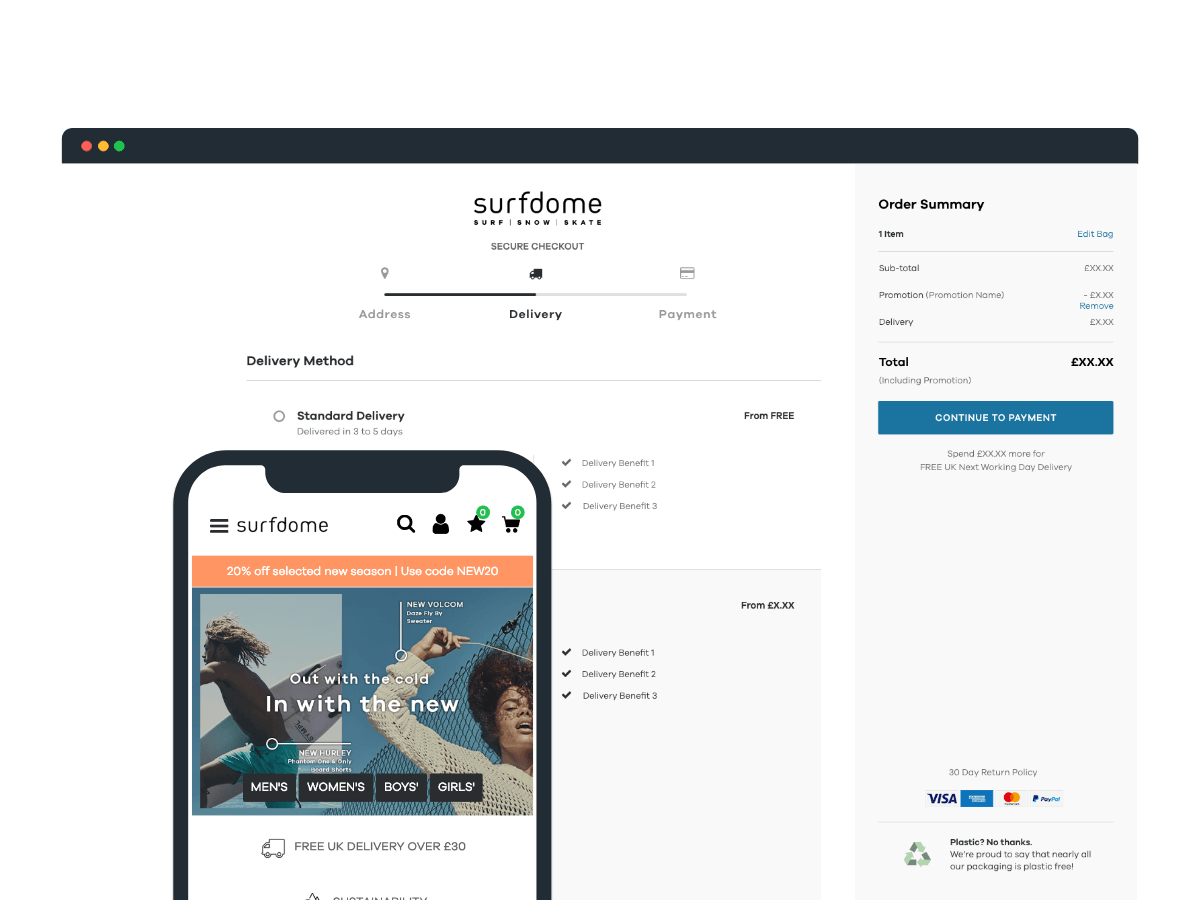 surfdome
SURF | SNOW | SKATE
SECURE CHECKOUT
Address
Delivery
Payment
Delivery Method
Standard Delivery
From FREE
Delivered in 3 to 5 days
Delivery Benefit 1
Delivery Benefit 2
Delivery Benefit 3
From £X.XX
Delivery Benefit 1
Delivery Benefit 2
Delivery Benefit 3
Order Summary
1 Item
Edit Bag
Sub-total
£XX.XX
Promotion (Promotion Name)
- £X.XX
Remove
Delivery
£X.XX
Total
£XX.XX
(Including Promotion)
CONTINUE TO PAYMENT
Spend £XX.XX more for
FREE UK Next Working Day Delivery
30 Day Return Policy
VISA
PayPal
Plastic? No thanks.
We're proud to say that nearly all
our packaging is plastic free!
surfdome
0
0
20% off selected new season | Use code NEW20
NEW VOLCOM
Daze Fly By
Sweater
Out with the cold
In with the new
NEW HURLEY
Phantom One & Only
Board Shorts
MEN'S
WOMEN'S
BOYS'
GIRLS'
FREE UK DELIVERY OVER £30
SUSTAINABILITY